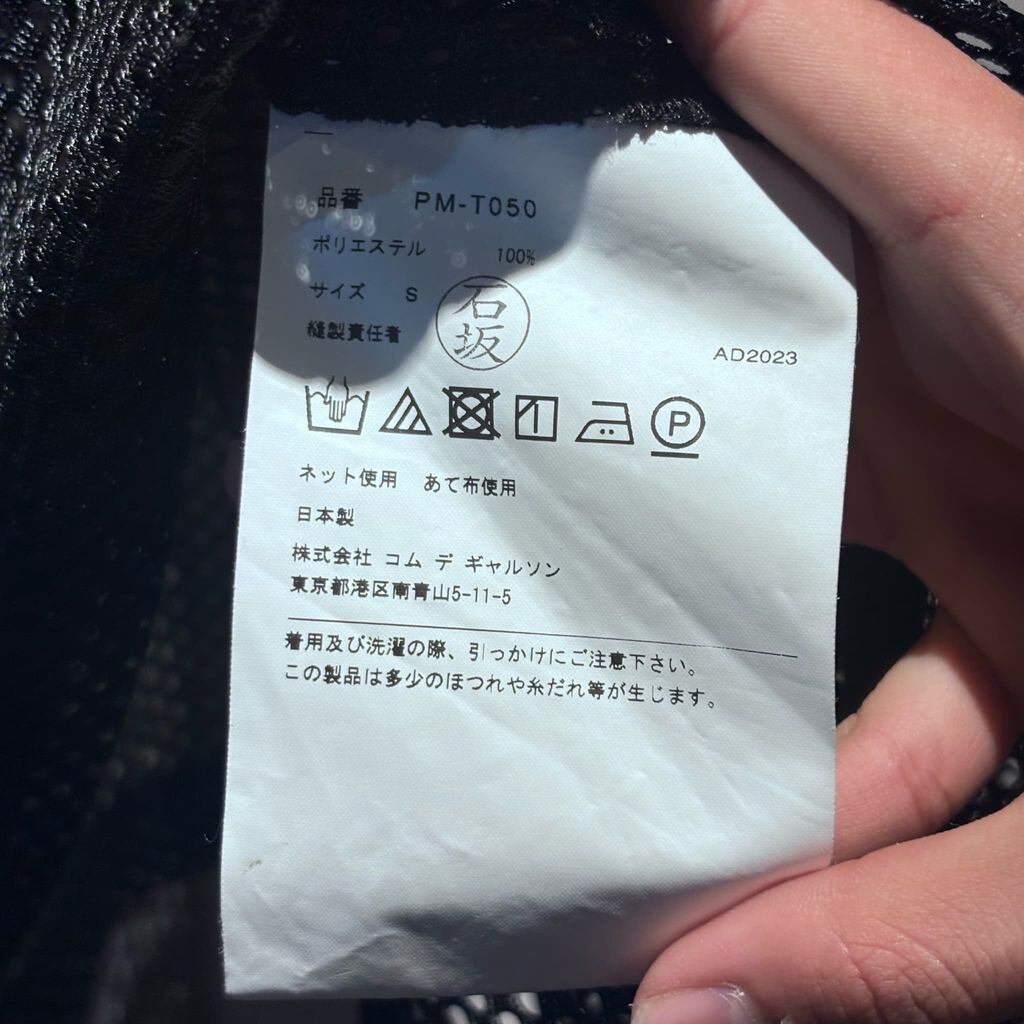 品番 PM-T050
ポリエステル 100%
サイズ S
縫製責任者 石坂
AD2023
P
ネット使用 あて布使用
日本製
株式会社 コム デ ギャルソン
東京都港区南青山5-11-5
着用及び洗濯の際、引っかけにご注意下さい。
この製品は多少のほつれや糸だれ等が生じます。